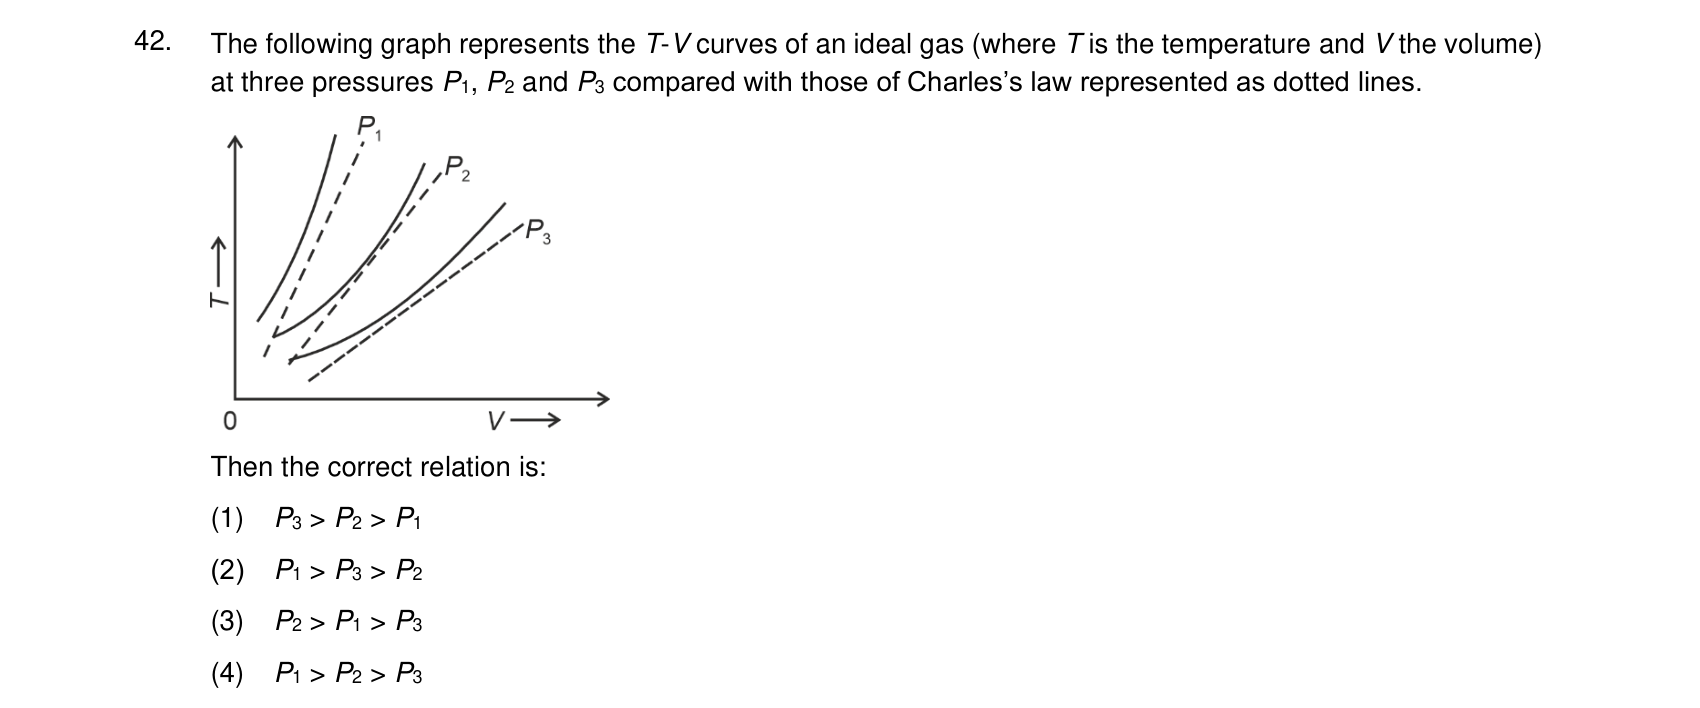 42. The following graph represents the T-V curves of an ideal gas (where T is the temperature and V the volume)
at three pressures P₁, P₂ and P₃ compared with those of Charles's law represented as dotted lines.
P₁
P₂
P₃
T
0
V
Then the correct relation is:
(1) P₃ > P₂ > P₁
(2) P₁ > P₃ > P₂
(3) P₂ > P₁ > P₃
(4) P₁ > P₂ > P₃